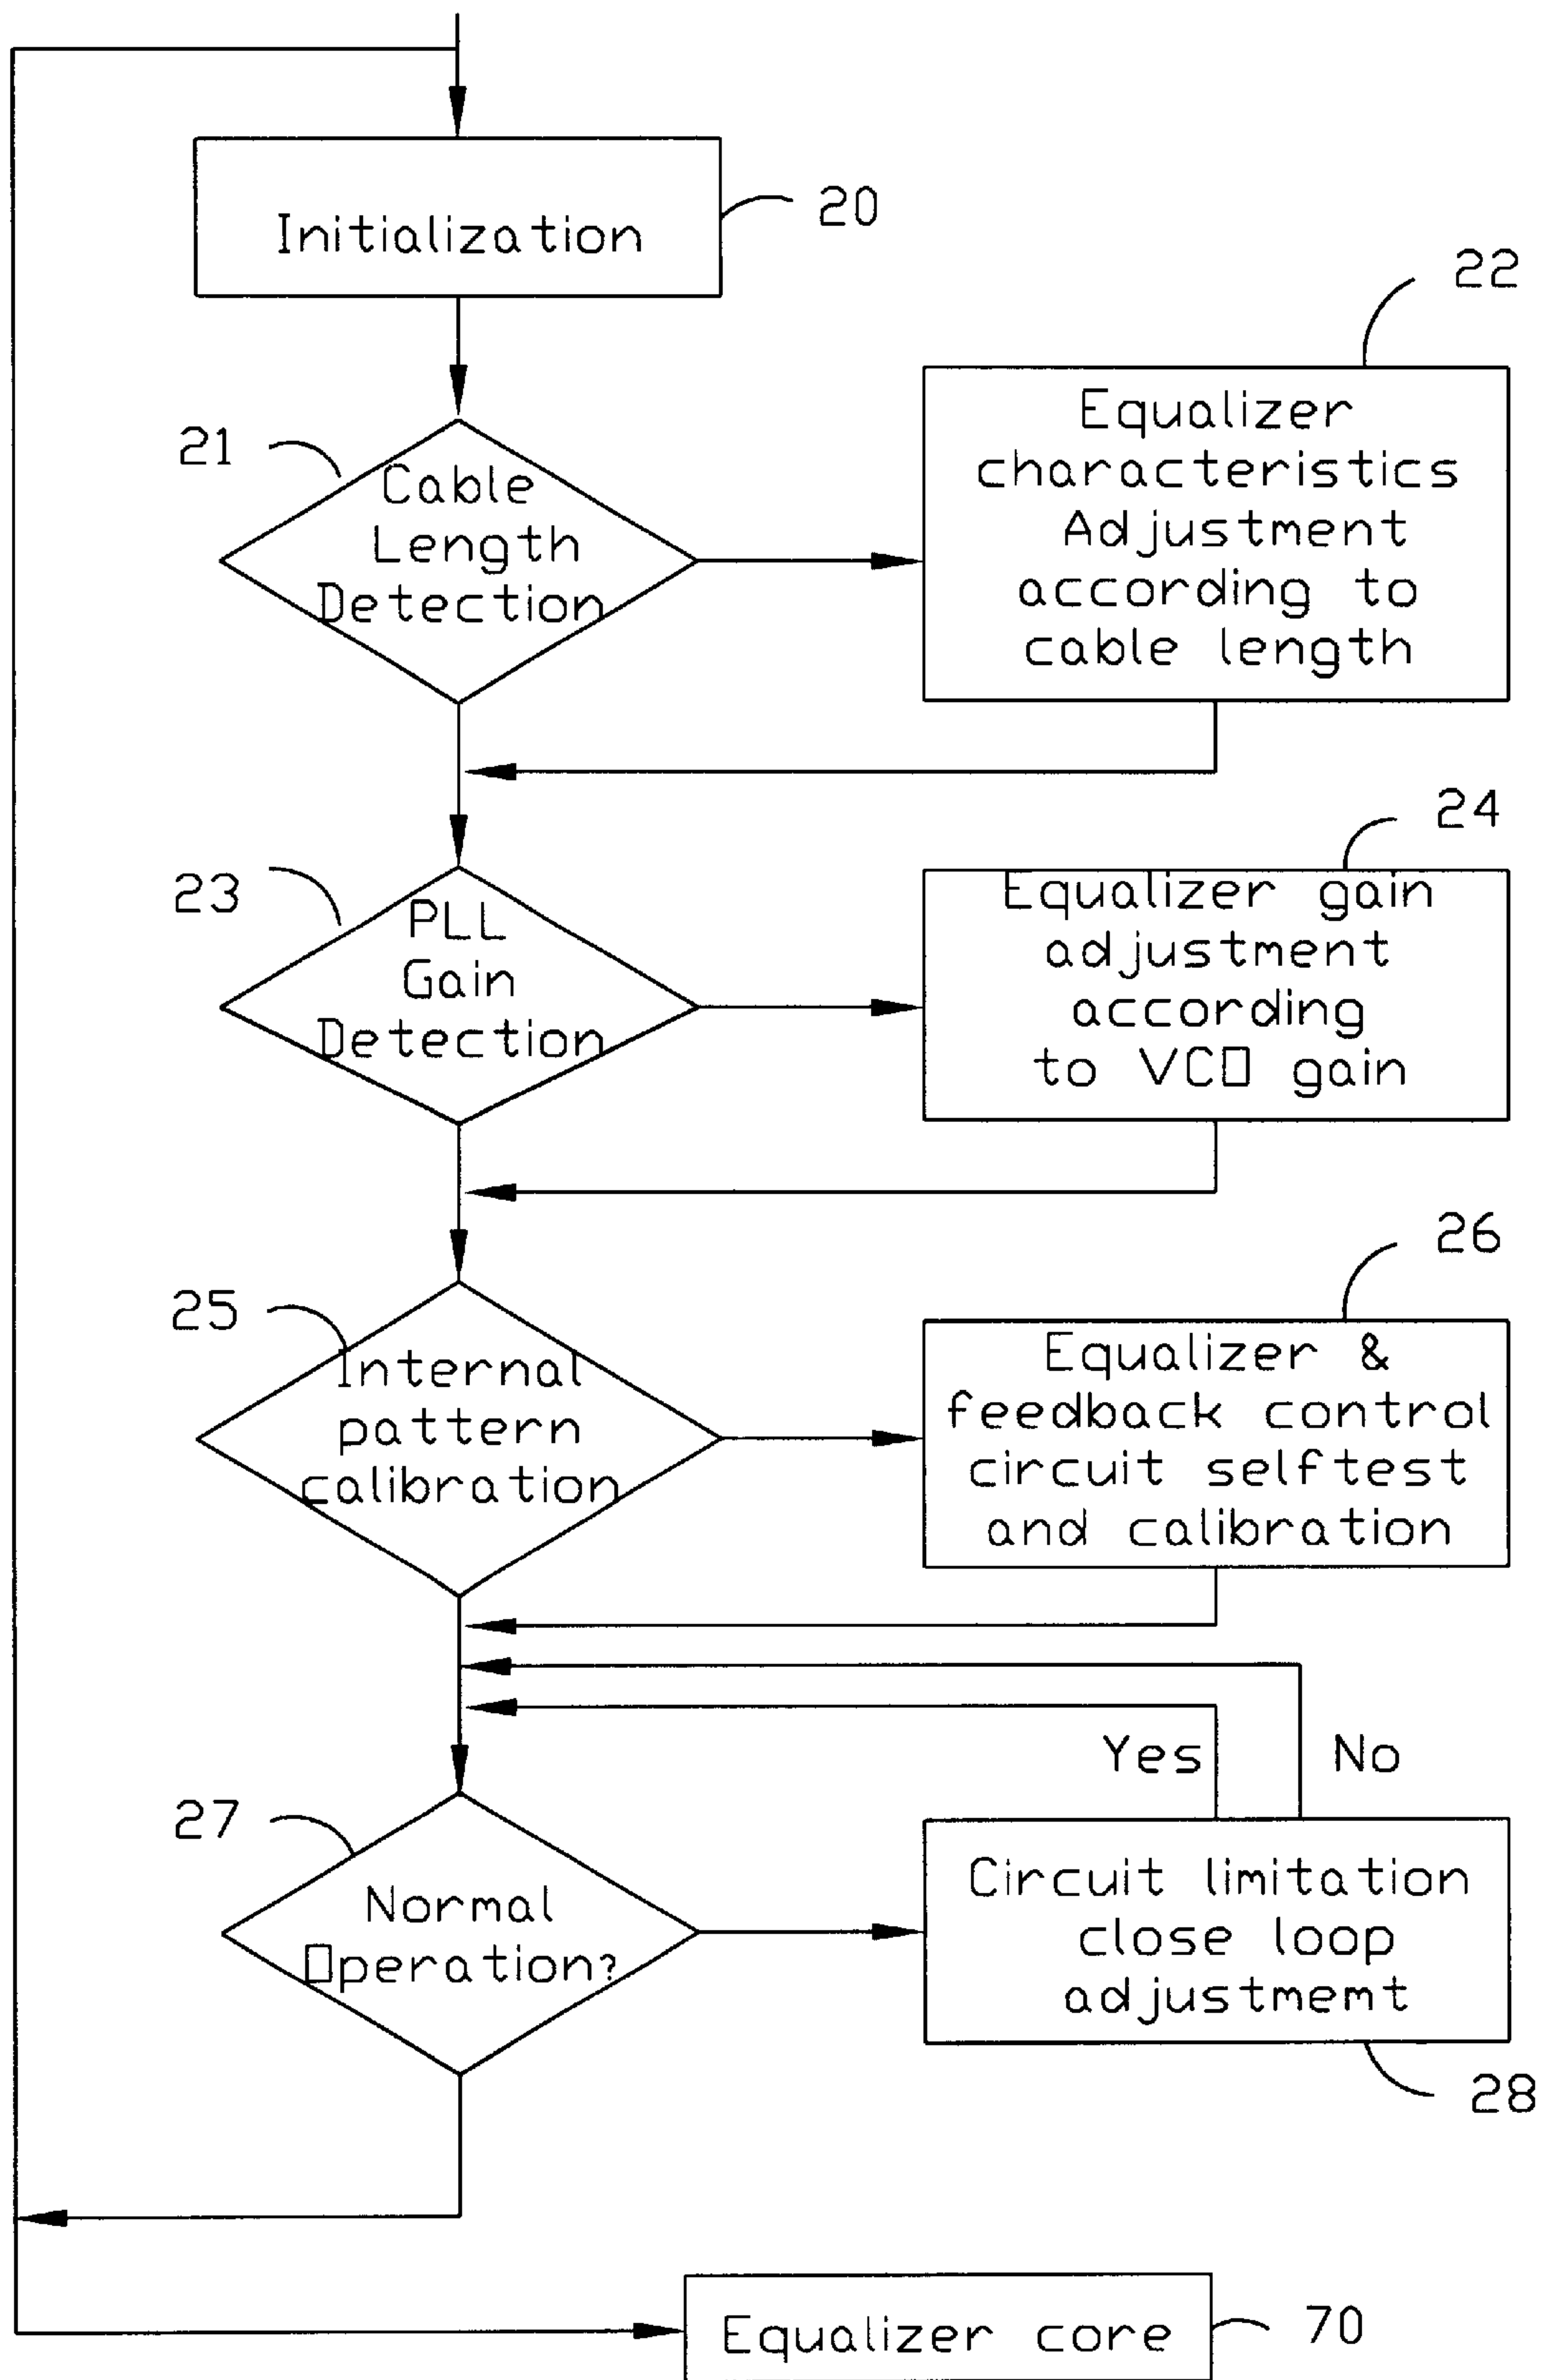 Initialization
20
22
21
Cable
Length
Detection
Equalizer
characteristics
Adjustment
according to
cable length
24
23
PLL
Gain
Detection
Equalizer gain
adjustment
according
to VCO gain
26
25
Internal
pattern
calibration
Equalizer &
feedback control
circuit selftest
and calibration
Yes
No
27
Normal
Operation?
Circuit limitation
close loop
adjustmemt
28
Equalizer core
70